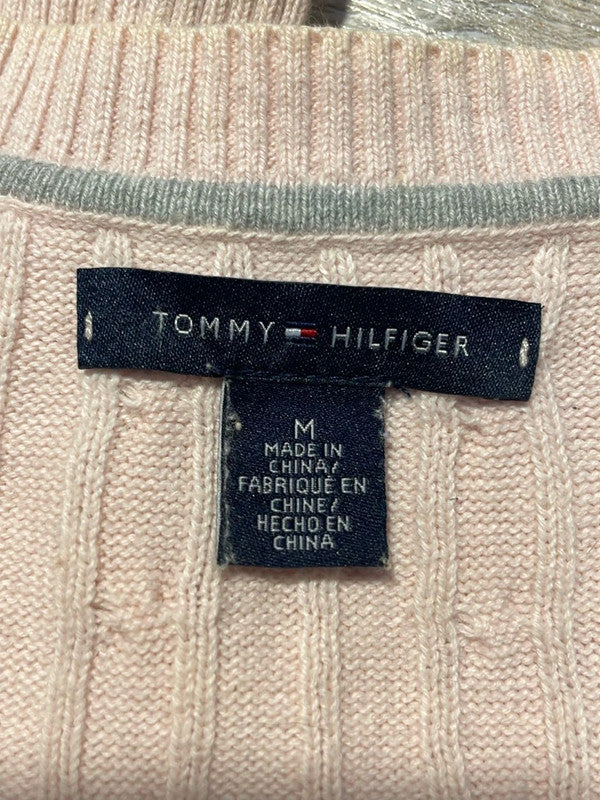 TOMMY HILFIGER
M
MADE IN
CHINA/
FABRIQUÉ EN
CHINE/
HECHO EN
CHINA